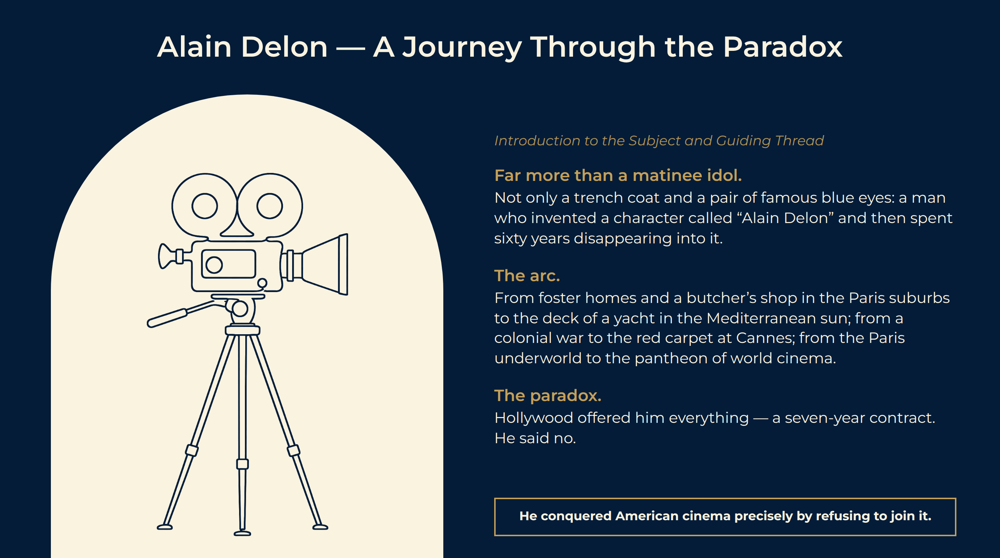 Alain Delon — A Journey Through the Paradox
Introduction to the Subject and Guiding Thread
Far more than a matinee idol.
Not only a trench coat and a pair of famous blue eyes: a man
who invented a character called “Alain Delon” and then spent
sixty years disappearing into it.
The arc.
From foster homes and a butcher’s shop in the Paris suburbs
to the deck of a yacht in the Mediterranean sun; from a
colonial war to the red carpet at Cannes; from the Paris
underworld to the pantheon of world cinema.
The paradox.
Hollywood offered him everything — a seven-year contract.
He said no.
He conquered American cinema precisely by refusing to join it.